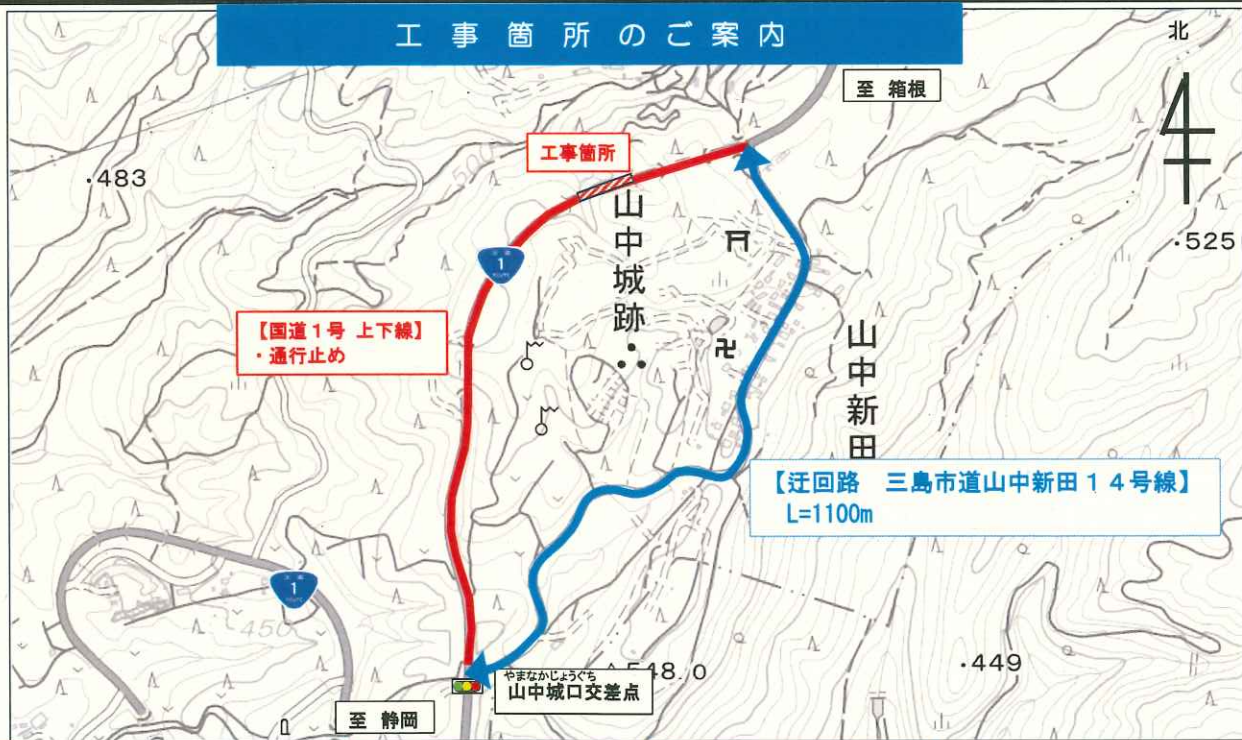 工事箇所のご案内
北
至 箱根
工事箇所
・483
山中城跡
・525
1
【国道1号 上下線】
・通行止め
山中新田
【迂回路 三島市道山中新田14号線】
L=1100m
1
450
548.0
・449
やまなかじょうぐち
山中城口交差点
至 静岡